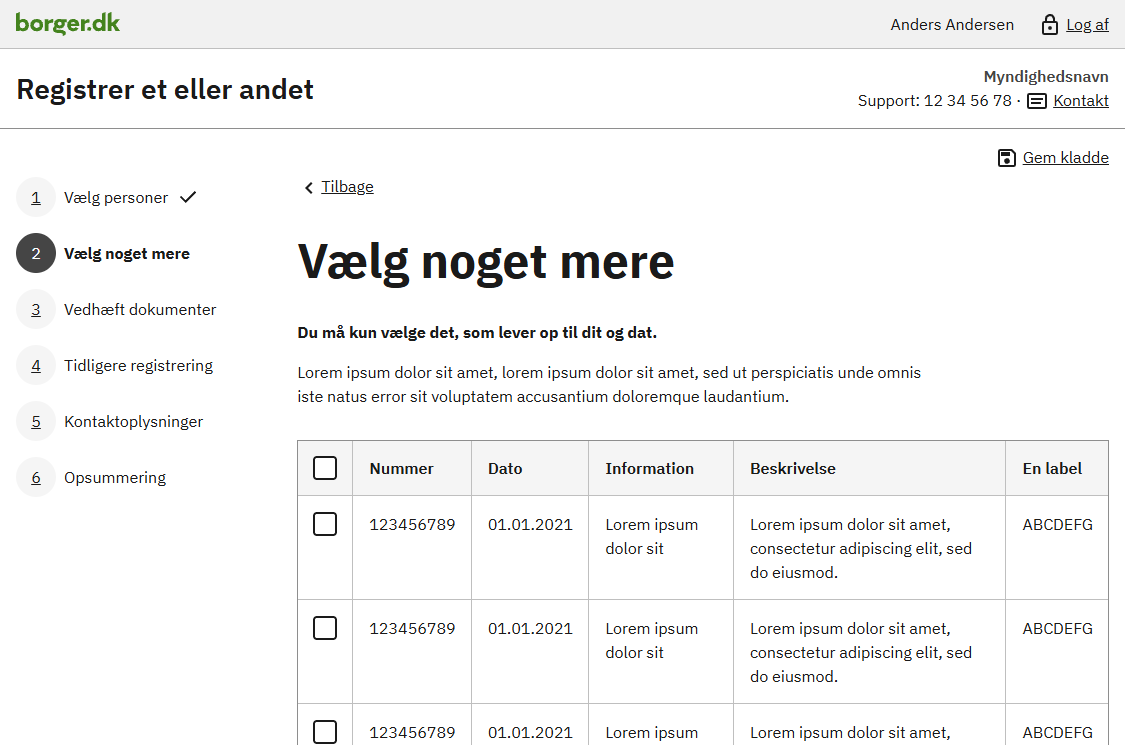 borger.dk
Anders Andersen
Log af
Registrer et eller andet
Myndighedsnavn
Support: 12 34 56 78 · Kontakt
Gem kladde
1 Vælg personer
2 Vælg noget mere
3 Vedhæft dokumenter
4 Tidligere registrering
5 Kontaktoplysninger
6 Opsummering
Tilbage
Vælg noget mere
Du må kun vælge det, som lever op til dit og dat.
Lorem ipsum dolor sit amet, lorem ipsum dolor sit amet, sed ut perspiciatis unde omnis
iste natus error sit voluptatem accusantium doloremque laudantium.
Nummer Dato Information Beskrivelse En label
123456789 01.01.2021 Lorem ipsum Lorem ipsum dolor sit amet, ABCDEFG
dolor sit consectetur adipiscing elit, sed
do eiusmod.
123456789 01.01.2021 Lorem ipsum Lorem ipsum dolor sit amet, ABCDEFG
dolor sit consectetur adipiscing elit, sed
do eiusmod.
123456789 01.01.2021 Lorem ipsum Lorem ipsum dolor sit amet, ABCDEFG